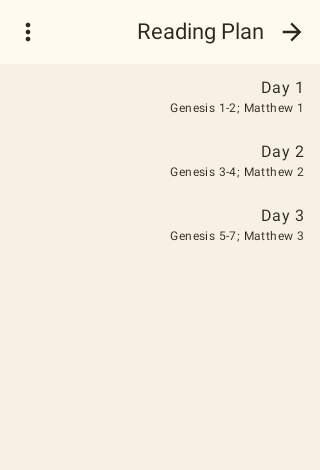 Reading Plan
Day 1
Genesis 1-2; Matthew 1
Day 2
Genesis 3-4; Matthew 2
Day 3
Genesis 5-7; Matthew 3